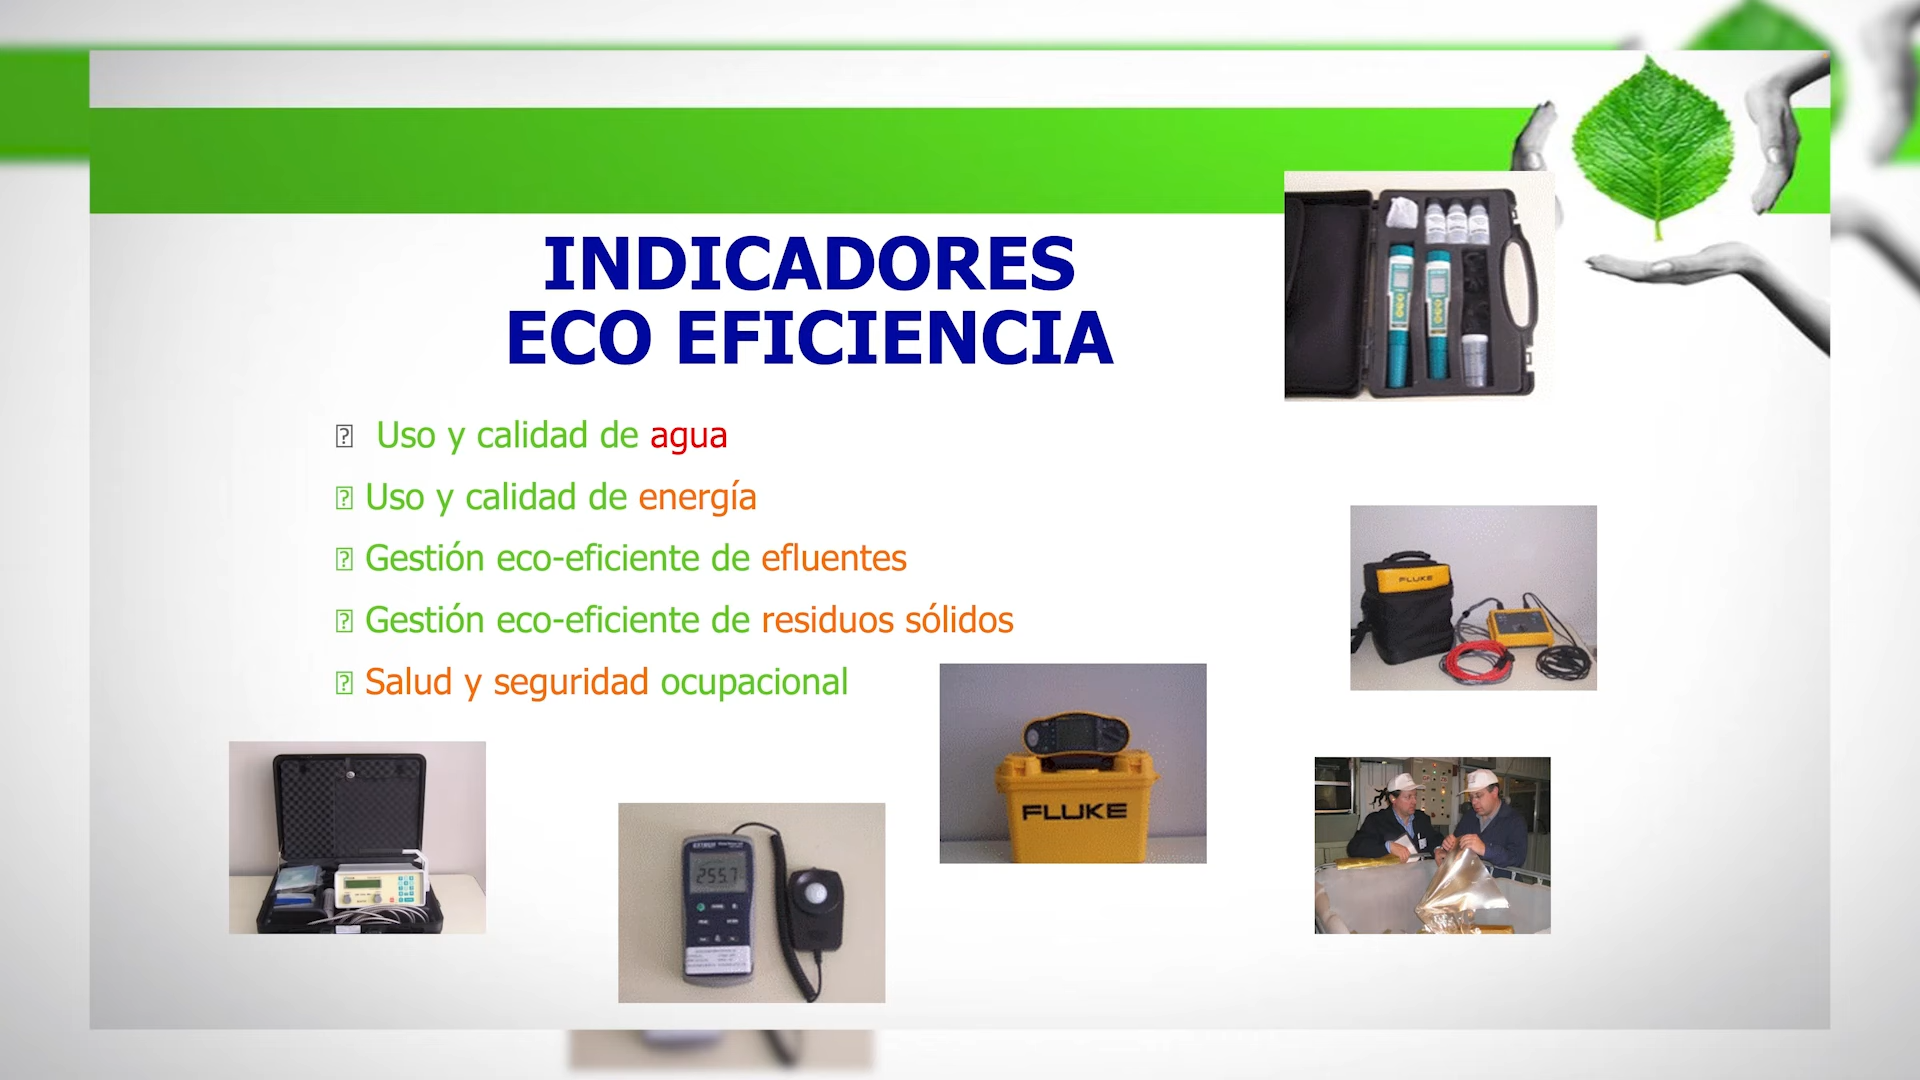 INDICADORES
ECO EFICIENCIA
Uso y calidad de agua
Uso y calidad de energía
Gestión eco-eficiente de efluentes
Gestión eco-eficiente de residuos sólidos
Salud y seguridad ocupacional
FLUKE
FLUKE
EXTECH
255.7